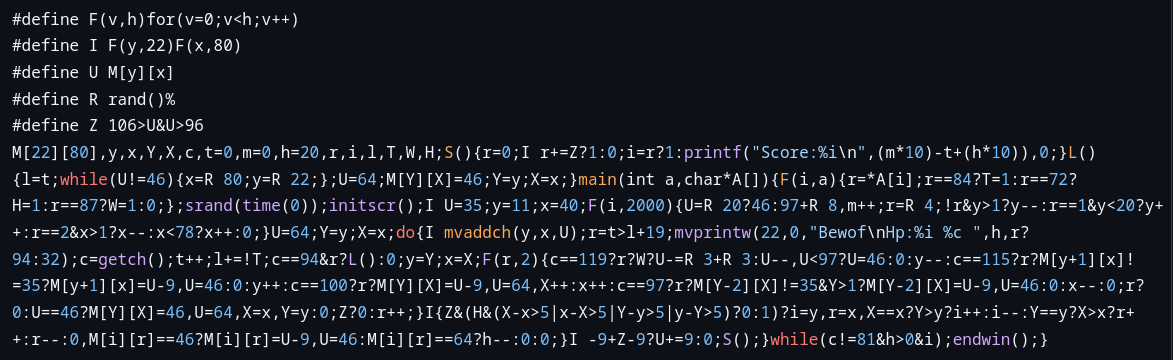 #define F(v,h)for(v=0;v<h;v++)
#define I F(y,22)F(x,80)
#define U M[y][x]
#define R rand()%
#define Z 106>U&U>96
M[22][80],y,x,Y,X,c,t=0,m=0,h=20,r,i,l,T,W,H;S(){r=0;I r+=Z?1:0;i=r?1:printf("Score:%i\n",(m*10)-t+(h*10)),0;}L()
{l=t;while(U!=46){x=R 80;y=R 22;};U=64;M[Y][X]=46;Y=y;X=x;}main(int a,char*A[]){F(i,a){r=*A[i];r==84?T=1:r==72?
H=1:r==87?W=1:0;};srand(time(0));initscr();I U=35;y=11;x=40;F(i,2000){U=R 20?46:97+R 8,m++;r=R 4;!r&y>1?y--:r==1&y<20?y+
+:r==2&x>1?x--:x<78?x++:0;}U=64;Y=y;X=x;do{I mvaddch(y,x,U);r=t>l+19;mvprintw(22,0,"Bewof\nHp:%i %c ",h,r?
94:32);c=getch();t++;l+=!T;c==94&r?L():0;y=Y;x=X;F(r,2){c==119?r?W?U-=R 3+R 3:U--,U<97?U=46:0:y--:c==115?r?M[y+1][x]!
=35?M[y+1][x]=U-9,U=46:0:y++:c==100?r?M[Y][X]=U-9,U=64,X++:x++:c==97?r?M[Y-2][X]!=35&Y>1?M[Y-2][X]=U-9,U=46:0:x--:0;r?
0:U==46?M[Y][X]=46,U=64,X=x,Y=y:0;Z?0:r++;}I{Z&(H&(X-x>5|x-X>5|Y-y>5|y-Y>5)?0:1)?i=y,r=x,X==x?Y>y?i++:i--:Y==y?X>x?r+
+:r--:0,M[i][r]==46?M[i][r]=U-9,U=46:M[i][r]==64?h--:0:0;}I -9+Z-9?U+=9:0;S();}while(c!=81&h>0&i);endwin();}